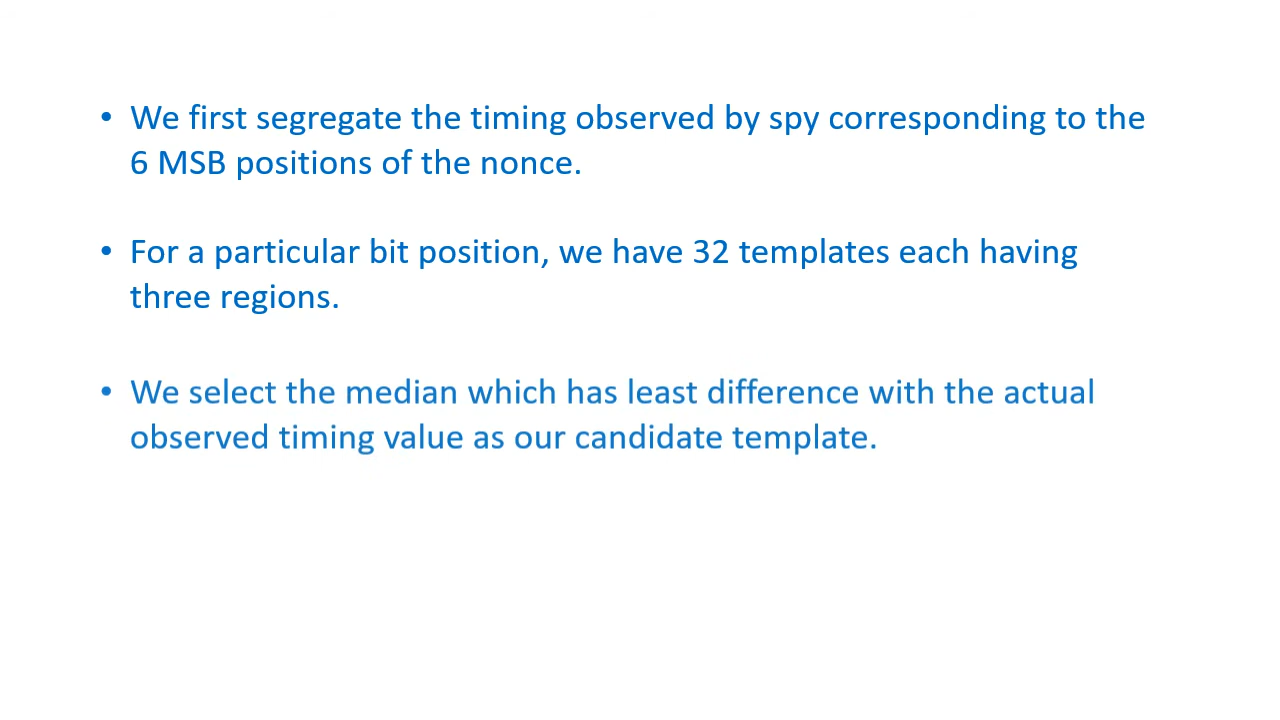 • We first segregate the timing observed by spy corresponding to the
6 MSB positions of the nonce.
• For a particular bit position, we have 32 templates each having
three regions.
• We select the median which has least difference with the actual
observed timing value as our candidate template.